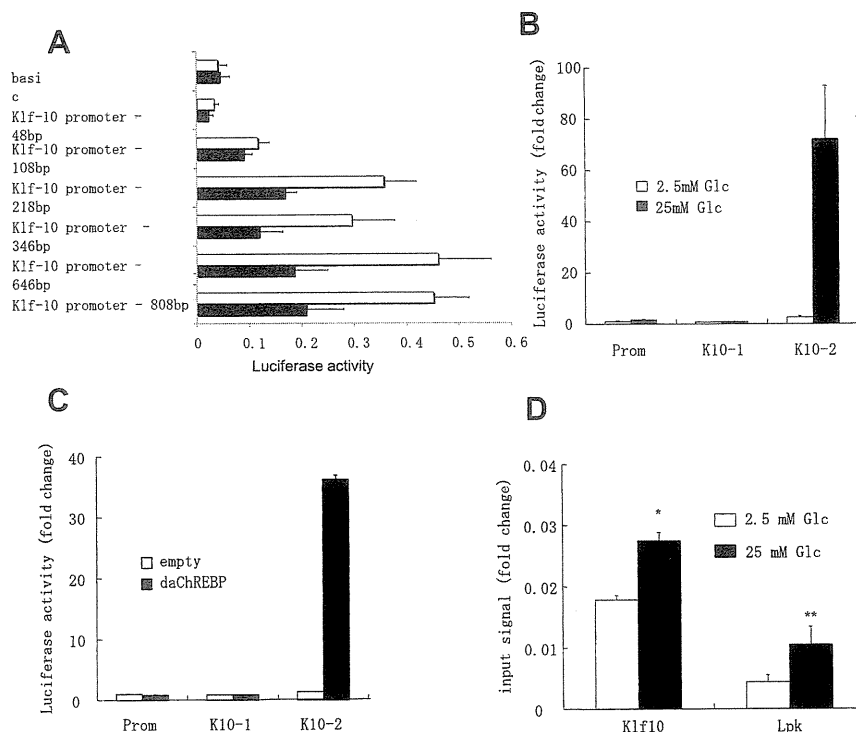 A
basi
c
Klf-10 promoter -
48bp
Klf-10 promoter -
108bp
Klf-10 promoter -
218bp
Klf-10 promoter -
346bp
Klf-10 promoter -
646bp
Klf-10 promoter - 808bp
0 0.1 0.2 0.3 0.4 0.5 0.6
Luciferase activity
B
Luciferase activity (fold change)
100
80
60
40
20
0
2.5mM Glc
25mM Glc
Prom K10-1 K10-2
C
Luciferase activity (fold change)
40
30
20
10
0
empty
daChREBP
Prom K10-1 K10-2
D
input signal (fold change)
0.04
0.03
0.02
0.01
0
*
**
2.5 mM Glc
25 mM Glc
Klf10 Lpk